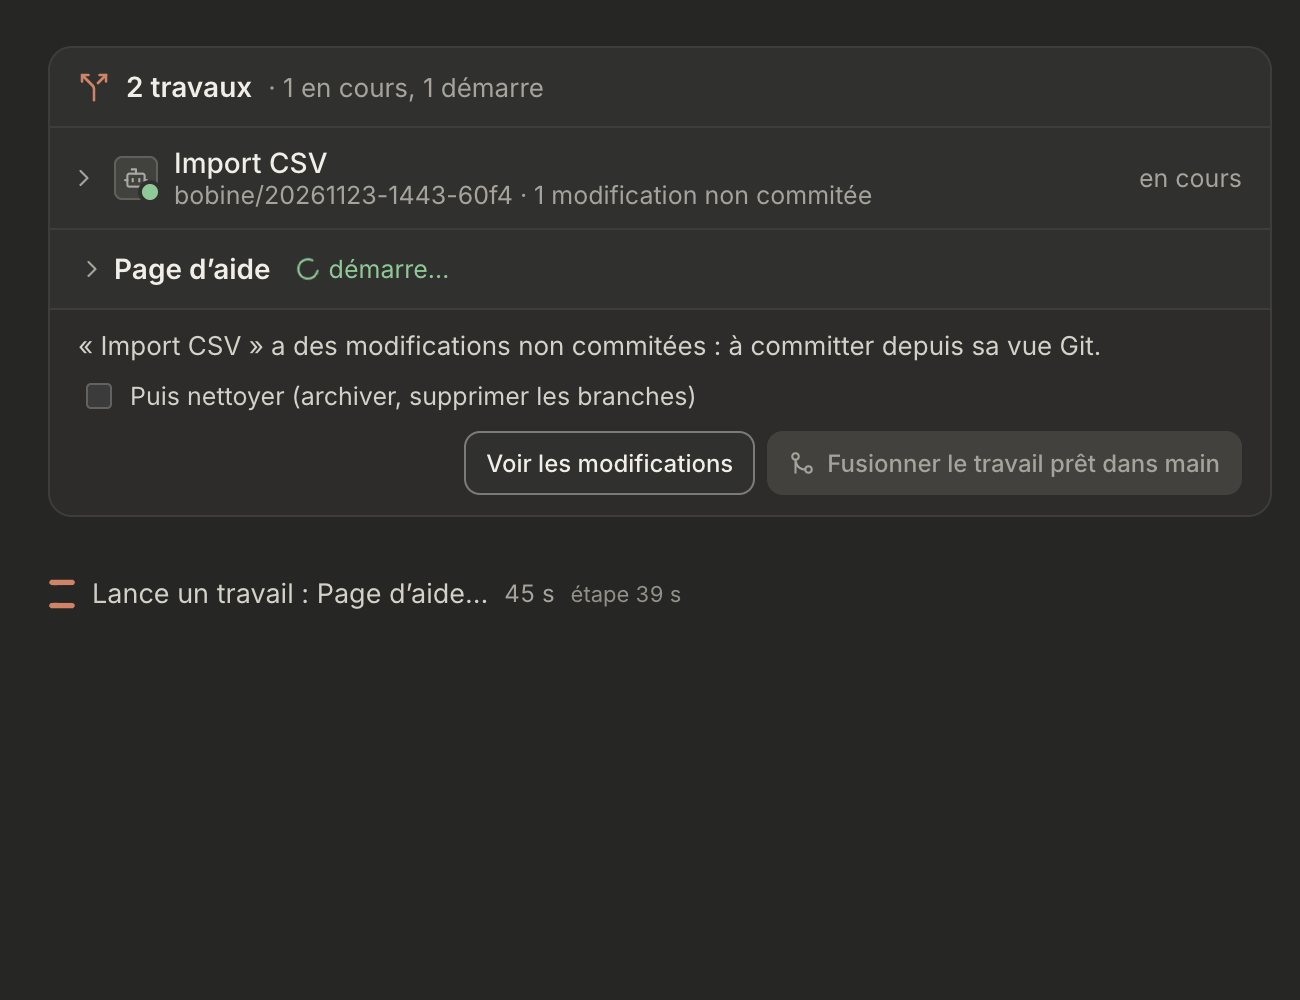 2 travaux · 1 en cours, 1 démarre
Import CSV
bobine/20261123-1443-60f4 · 1 modification non commitée
en cours
Page d’aide démarre...
« Import CSV » a des modifications non commitées : à committer depuis sa vue Git.
Puis nettoyer (archiver, supprimer les branches)
Voir les modifications
Fusionner le travail prêt dans main
Lance un travail : Page d’aide... 45 s étape 39 s